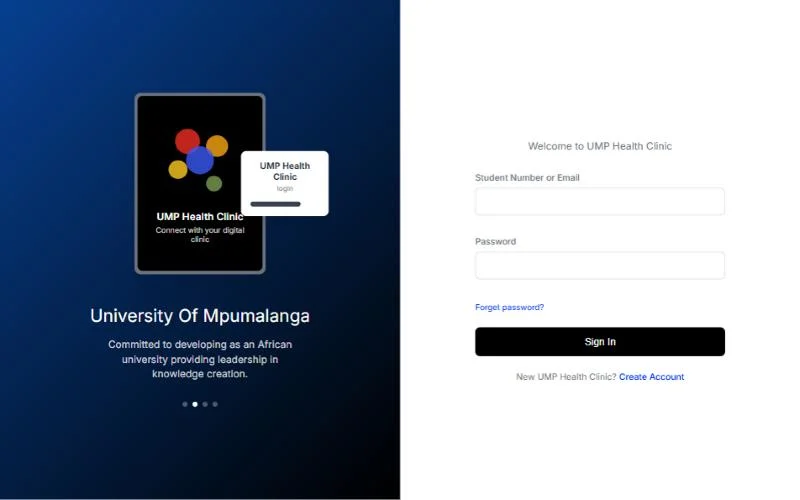 UMP Health Clinic
Connect with your digital
clinic
UMP Health
Clinic
login
University Of Mpumalanga
Committed to developing as an African
university providing leadership in
knowledge creation.
Welcome to UMP Health Clinic
Student Number or Email
Password
Forget password?
Sign In
New UMP Health Clinic? Create Account